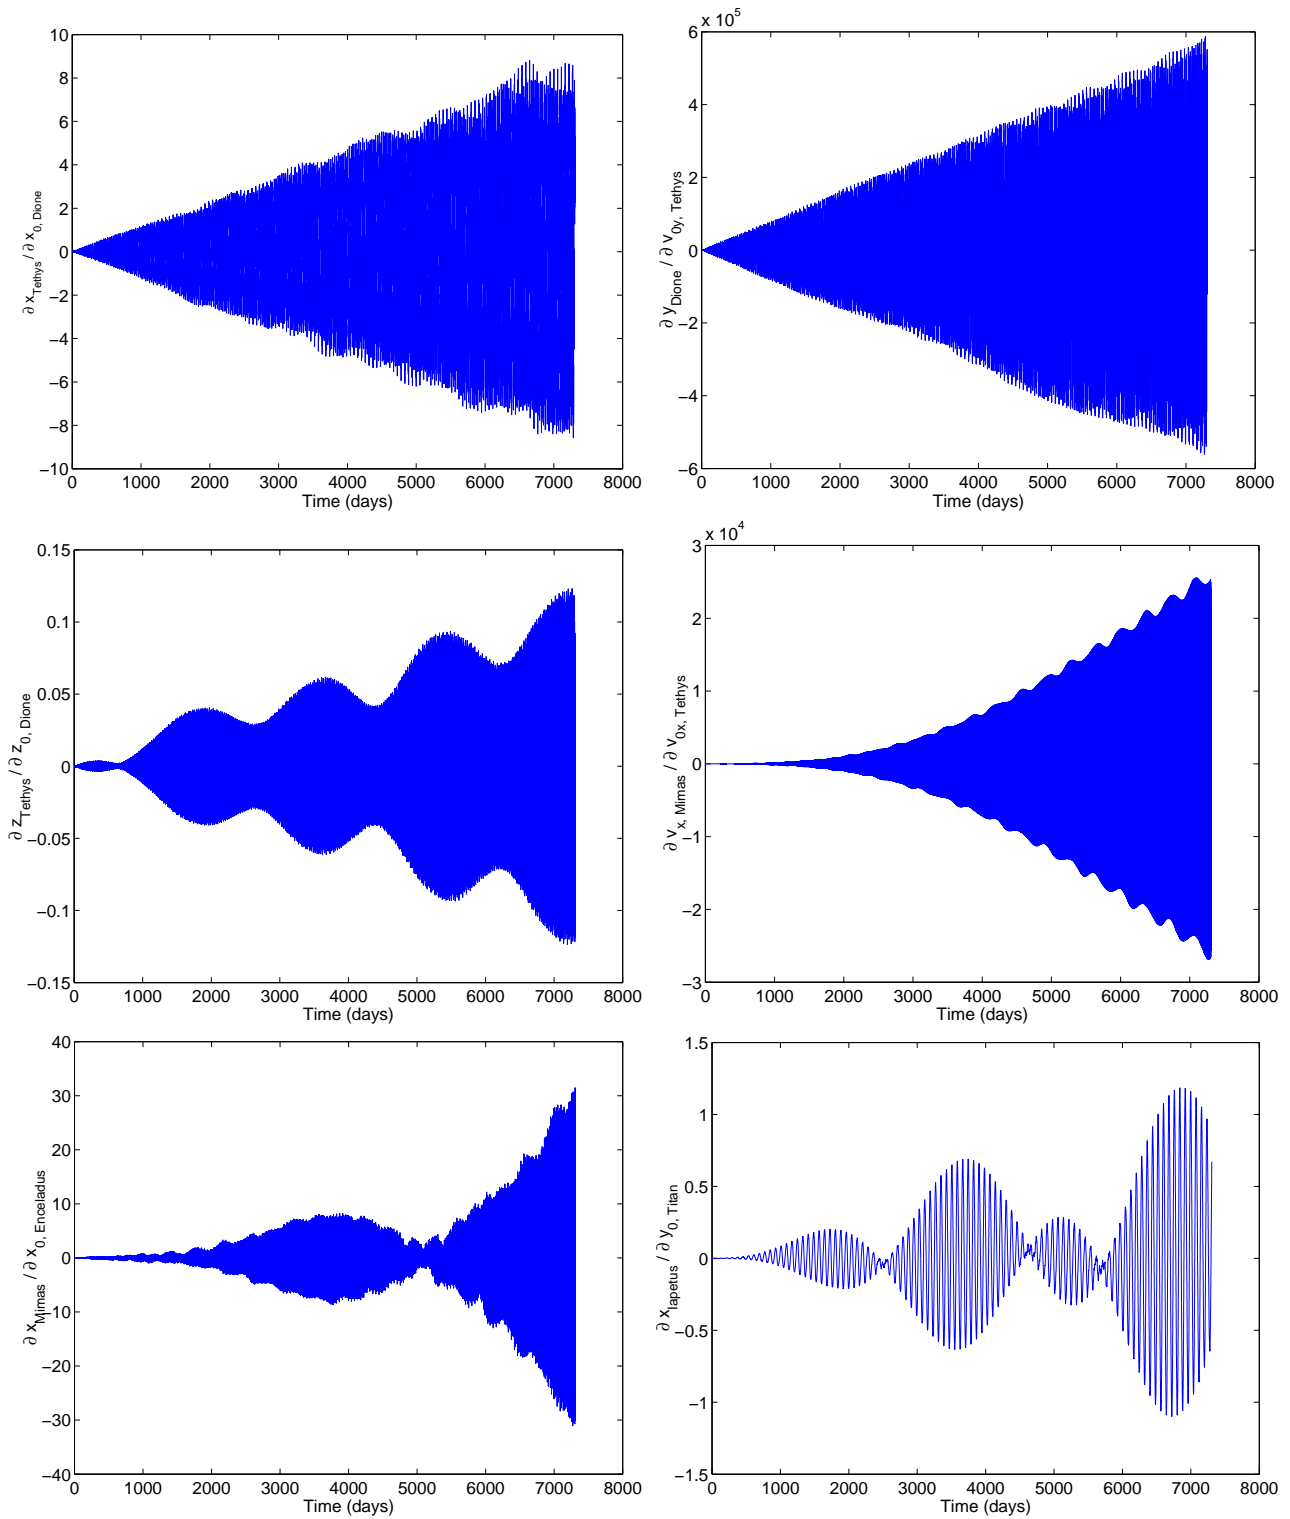 10
8
6
4
2
0
−2
−4
−6
−8
−10
0 1000 2000 3000 4000 5000 6000 7000 8000
Time (days)
∂ x_Tethys / ∂ x_0, Dione
x 10^5
6
4
2
0
−2
−4
−6
0 1000 2000 3000 4000 5000 6000 7000 8000
Time (days)
∂ y_Dione / ∂ v_0y, Tethys
0.15
0.1
0.05
0
−0.05
−0.1
−0.15
0 1000 2000 3000 4000 5000 6000 7000 8000
Time (days)
∂ z_Tethys / ∂ z_0, Dione
x 10^4
3
2
1
0
−1
−2
−3
0 1000 2000 3000 4000 5000 6000 7000 8000
Time (days)
∂ v_x, Mimas / ∂ v_0x, Tethys
40
30
20
10
0
−10
−20
−30
−40
0 1000 2000 3000 4000 5000 6000 7000 8000
Time (days)
∂ x_Mimas / ∂ x_0, Enceladus
1.5
1
0.5
0
−0.5
−1
−1.5
0 1000 2000 3000 4000 5000 6000 7000 8000
Time (days)
∂ x_Iapetus / ∂ y_0, Titan